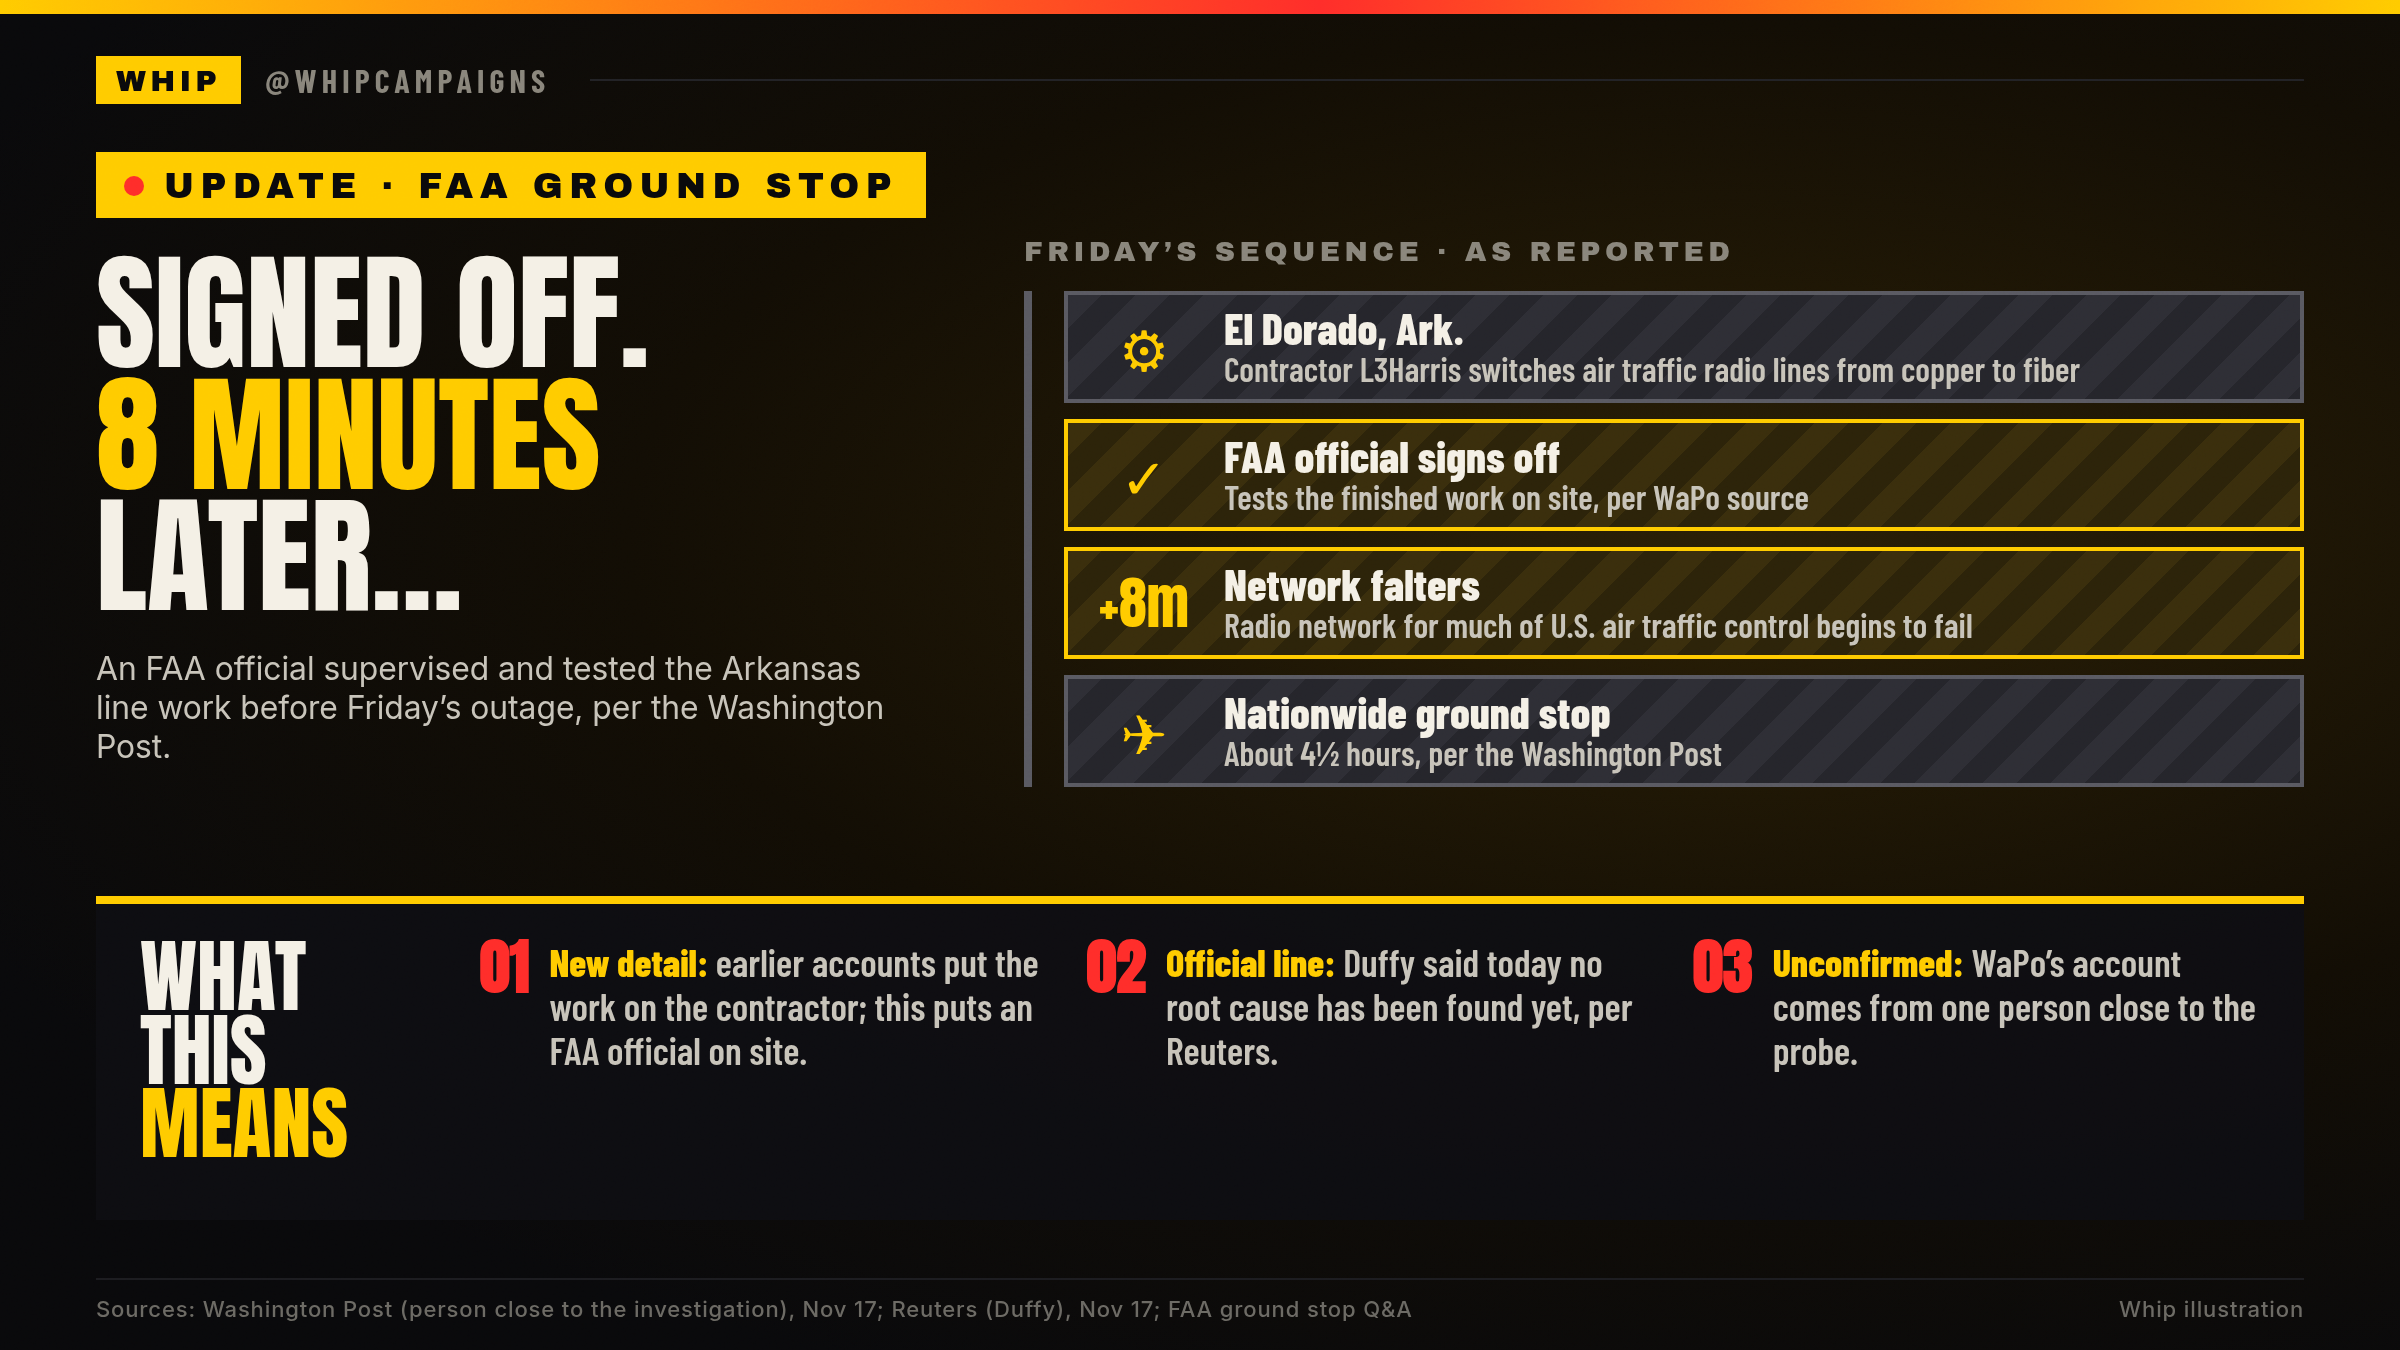 WHIP @WHIPCAMPAIGNS
UPDATE · FAA GROUND STOP
SIGNED OFF.
8 MINUTES
LATER...
An FAA official supervised and tested the Arkansas
line work before Friday’s outage, per the Washington
Post.
FRIDAY’S SEQUENCE · AS REPORTED
El Dorado, Ark.
Contractor L3Harris switches air traffic radio lines from copper to fiber
✓
FAA official signs off
Tests the finished work on site, per WaPo source
+8m
Network falters
Radio network for much of U.S. air traffic control begins to fail
Nationwide ground stop
About 4½ hours, per the Washington Post
WHAT
THIS
MEANS
01
New detail: earlier accounts put the
work on the contractor; this puts an
FAA official on site.
02
Official line: Duffy said today no
root cause has been found yet, per
Reuters.
03
Unconfirmed: WaPo’s account
comes from one person close to the
probe.
Sources: Washington Post (person close to the investigation), Nov 17; Reuters (Duffy), Nov 17; FAA ground stop Q&A
Whip illustration